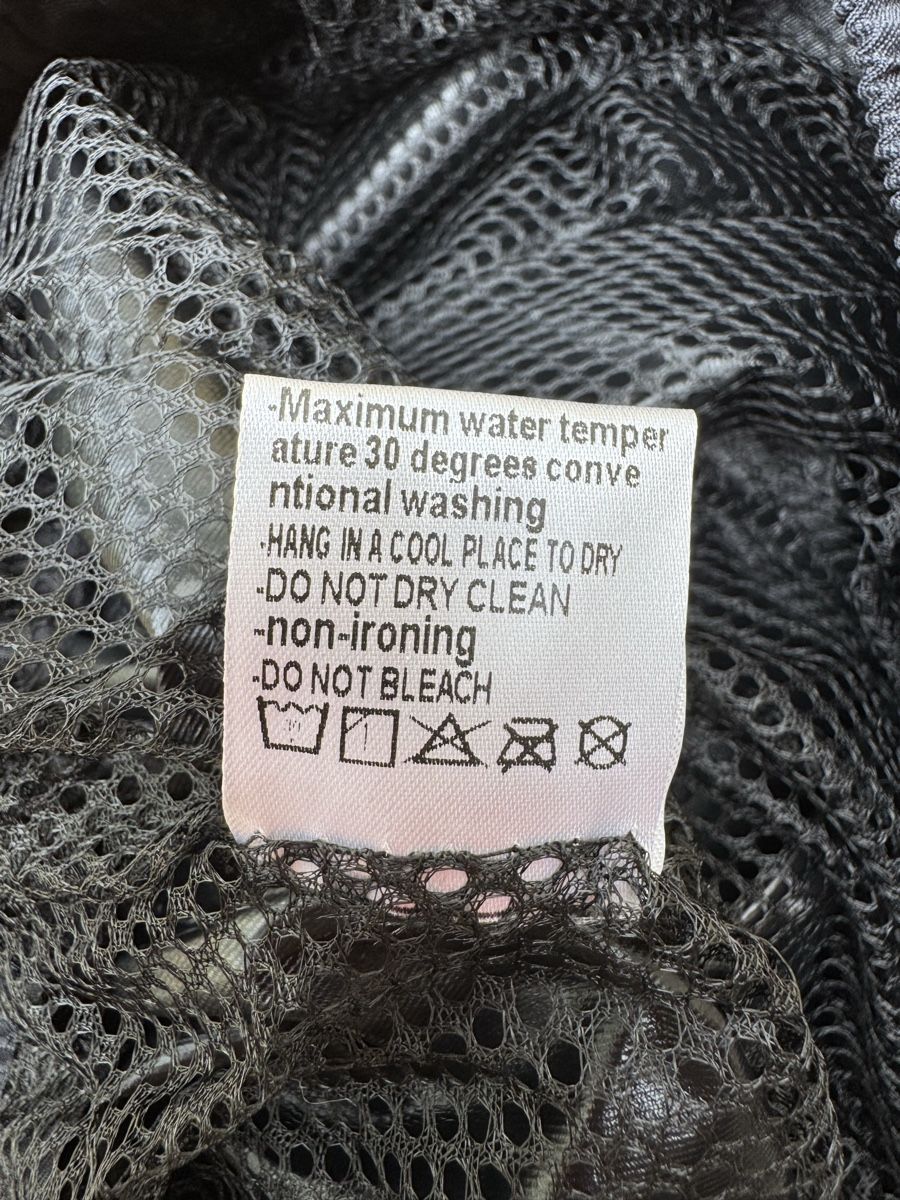 -Maximum water temper
ature 30 degrees conve
ntional washing
-HANG IN A COOL PLACE TO DRY
-DO NOT DRY CLEAN
-non-ironing
-DO NOT BLEACH